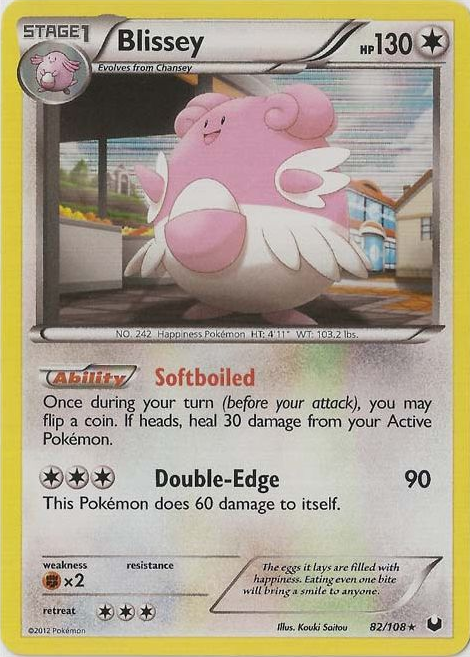 STAGE1
Blissey
HP130
Evolves from Chansey
NO. 242 Happiness Pokémon HT: 4'11" WT: 103.2 lbs.
Ability Softboiled
Once during your turn (before your attack), you may
flip a coin. If heads, heal 30 damage from your Active
Pokémon.
Double-Edge 90
This Pokémon does 60 damage to itself.
weakness resistance
×2
retreat
The eggs it lays are filled with
happiness. Eating even one bite
will bring a smile to anyone.
©2012 Pokémon
Illus. Kouki Saitou 82/108★